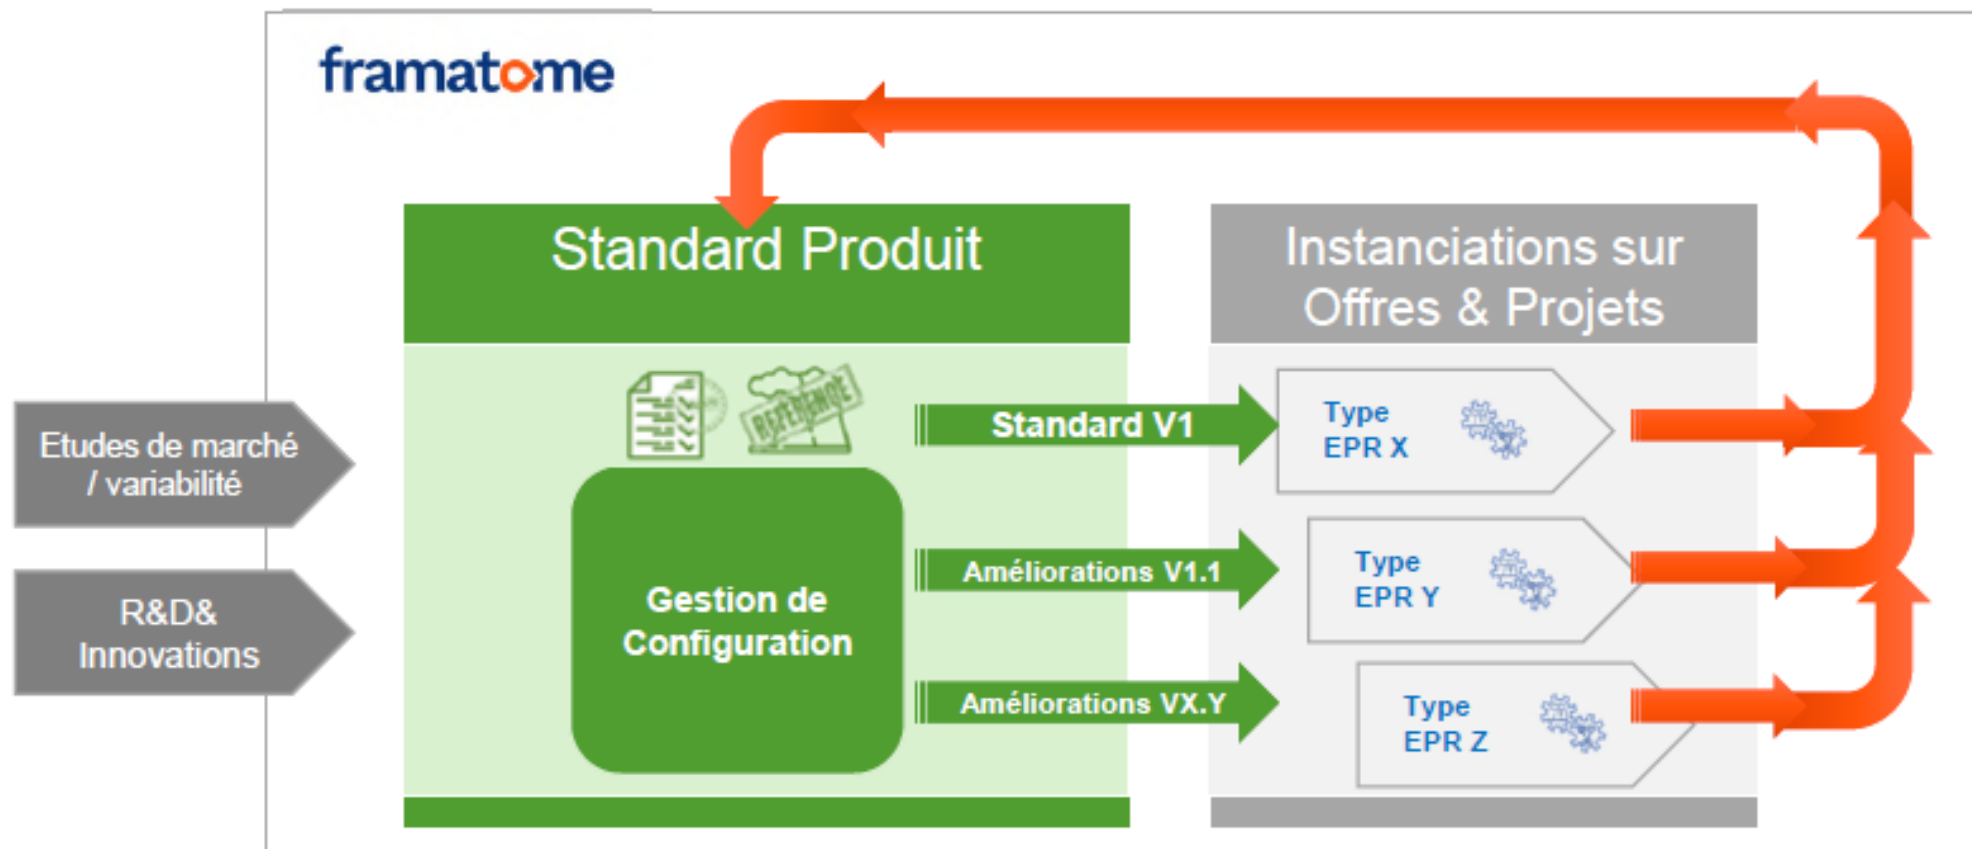 framatome
Standard Produit
Instanciations sur
Offres & Projets
REFERENCE
Etudes de marché
/ variabilité
R&D&
Innovations
Gestion de
Configuration
Standard V1
Améliorations V1.1
Améliorations VX.Y
Type
EPR X
Type
EPR Y
Type
EPR Z